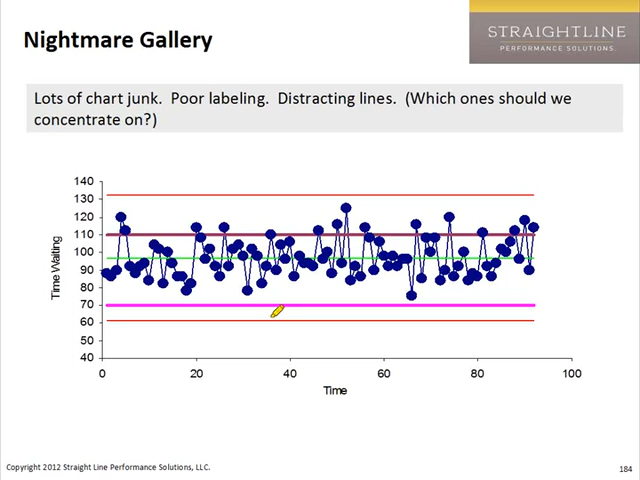 Nightmare Gallery
STRAIGHTLINE
PERFORMANCE SOLUTIONS.
Lots of chart junk.  Poor labeling.  Distracting lines.  (Which ones should we
concentrate on?)
140
130
120
110
100
90
80
70
60
50
40
Time Waiting
0 20 40 60 80 100
Time
Copyright 2012 Straight Line Performance Solutions, LLC.
184